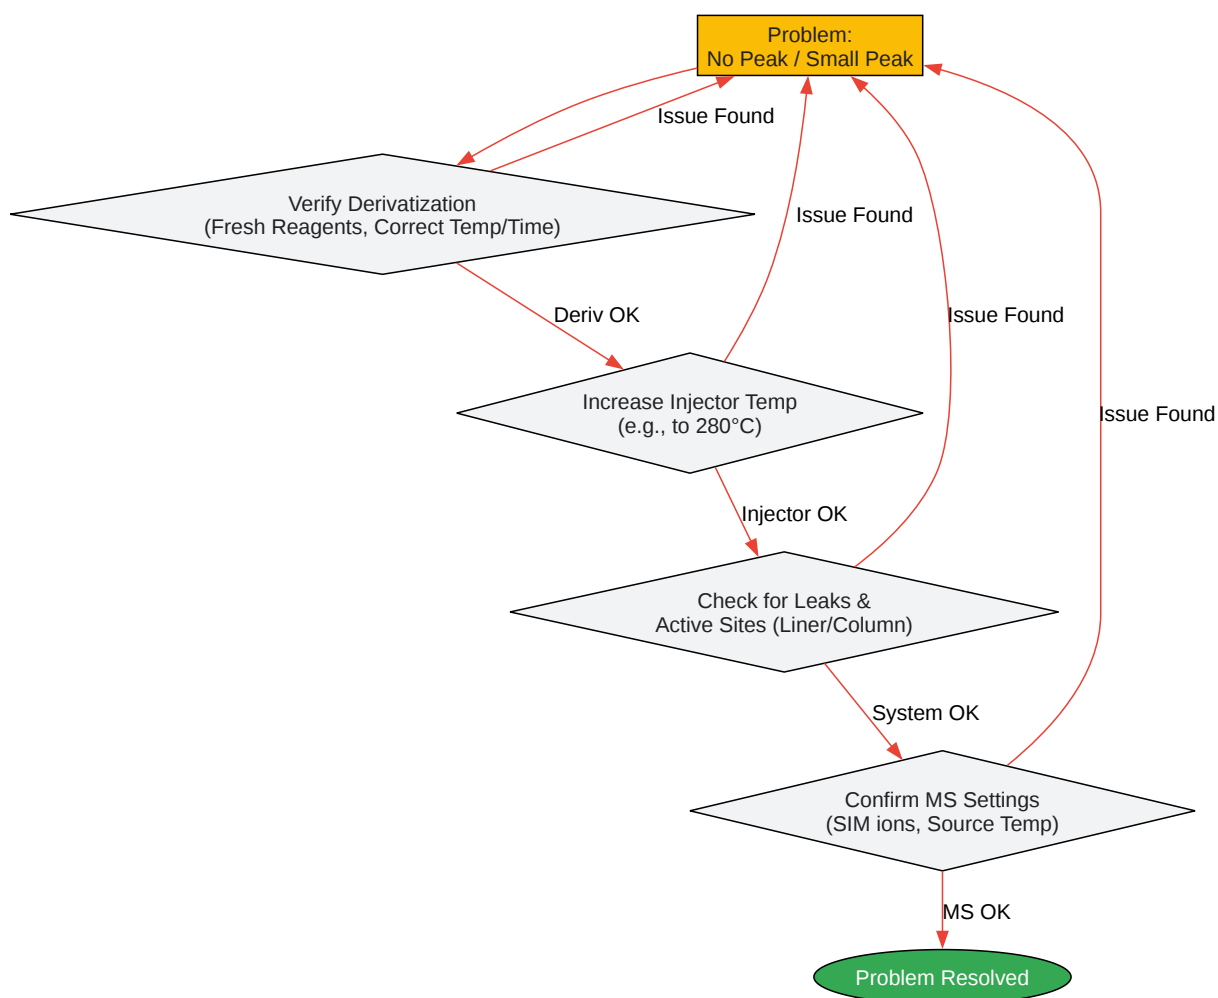 Problem:
No Peak / Small Peak
Issue Found
Verify Derivatization
(Fresh Reagents, Correct Temp/Time)
Issue Found
Deriv OK
Issue Found
Increase Injector Temp
(e.g., to 280°C)
Issue Found
Injector OK
Check for Leaks &
Active Sites (Liner/Column)
System OK
Confirm MS Settings
(SIM ions, Source Temp)
MS OK
Problem Resolved